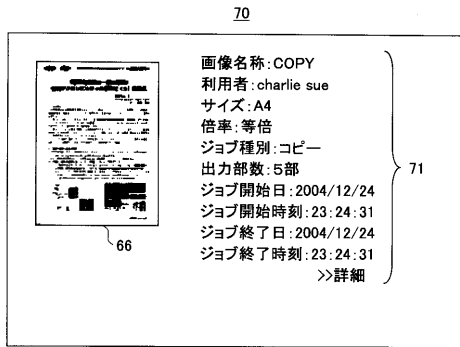 70
画像名称:COPY
利用者:charlie sue
サイズ:A4
倍率:等倍
ジョブ種別:コピー
出力部数:5部
ジョブ開始日:2004/12/24
ジョブ開始時刻:23:24:31
ジョブ終了日:2004/12/24
ジョブ終了時刻:23:24:31
>>詳細
71
66